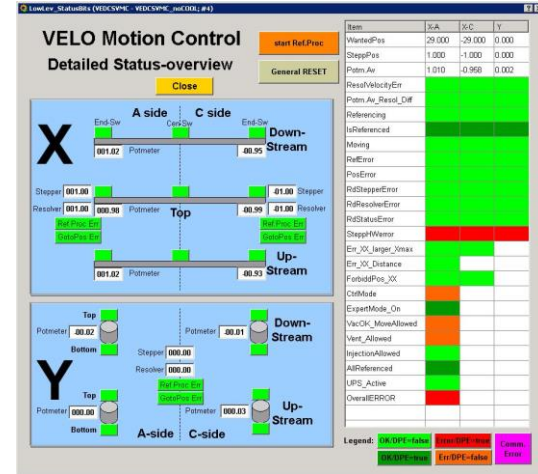 LowLev_StatusBits (VEDCSVMC - VEDCSVMC_noCOOL; #4)
VELO Motion Control
Detailed Status-overview
start Ref.Proc
General RESET
Close
X
A side C side
End-Sw Cen-Sw End-Sw
Down-
Stream
001.02 Potmeter -00.95
Stepper 001.00 -01.00 Stepper
Resolver 001.00 000.98 Potmeter Top -00.99 -01.00 Resolver
Ref.Proc Err Ref.Proc Err
GotoPos Err GotoPos Err
Up-
Stream
001.02 Potmeter -00.93
Y
Top
Potmeter -00.02 Potmeter -00.01
Down-
Stream
Bottom
Stepper 000.00
Resolver 000.00
Ref.Proc Err
GotoPos Err
Top
Potmeter 000.00 Potmeter 000.03
Up-
Stream
Bottom
A-side C-side
Item X-A X-C Y
WantedPos 29.000 -29.000 0.000
SteppPos 1.000 -1.000 0.000
Potm.Av 1.010 -0.968 0.002
ResolVelocityErr
Potm.Av_Resol_Diff
Referencing
IsReferenced
Moving
RefError
PosError
RdStepperError
RdResolverError
RdStatusError
SteppHWerror
Err_XX_larger_Xmax
Err_XX_Distance
ForbiddPos_XX
CtrlMode
ExpertMode_On
VacOK_MoveAllowed
Vent_Allowed
InjectionAllowed
AllReferenced
UPS_Active
OverallERROR
Legend: OK/DPE=false Error/DPE=true Comm.
Error
OK/DPE=true Err/DPE=false